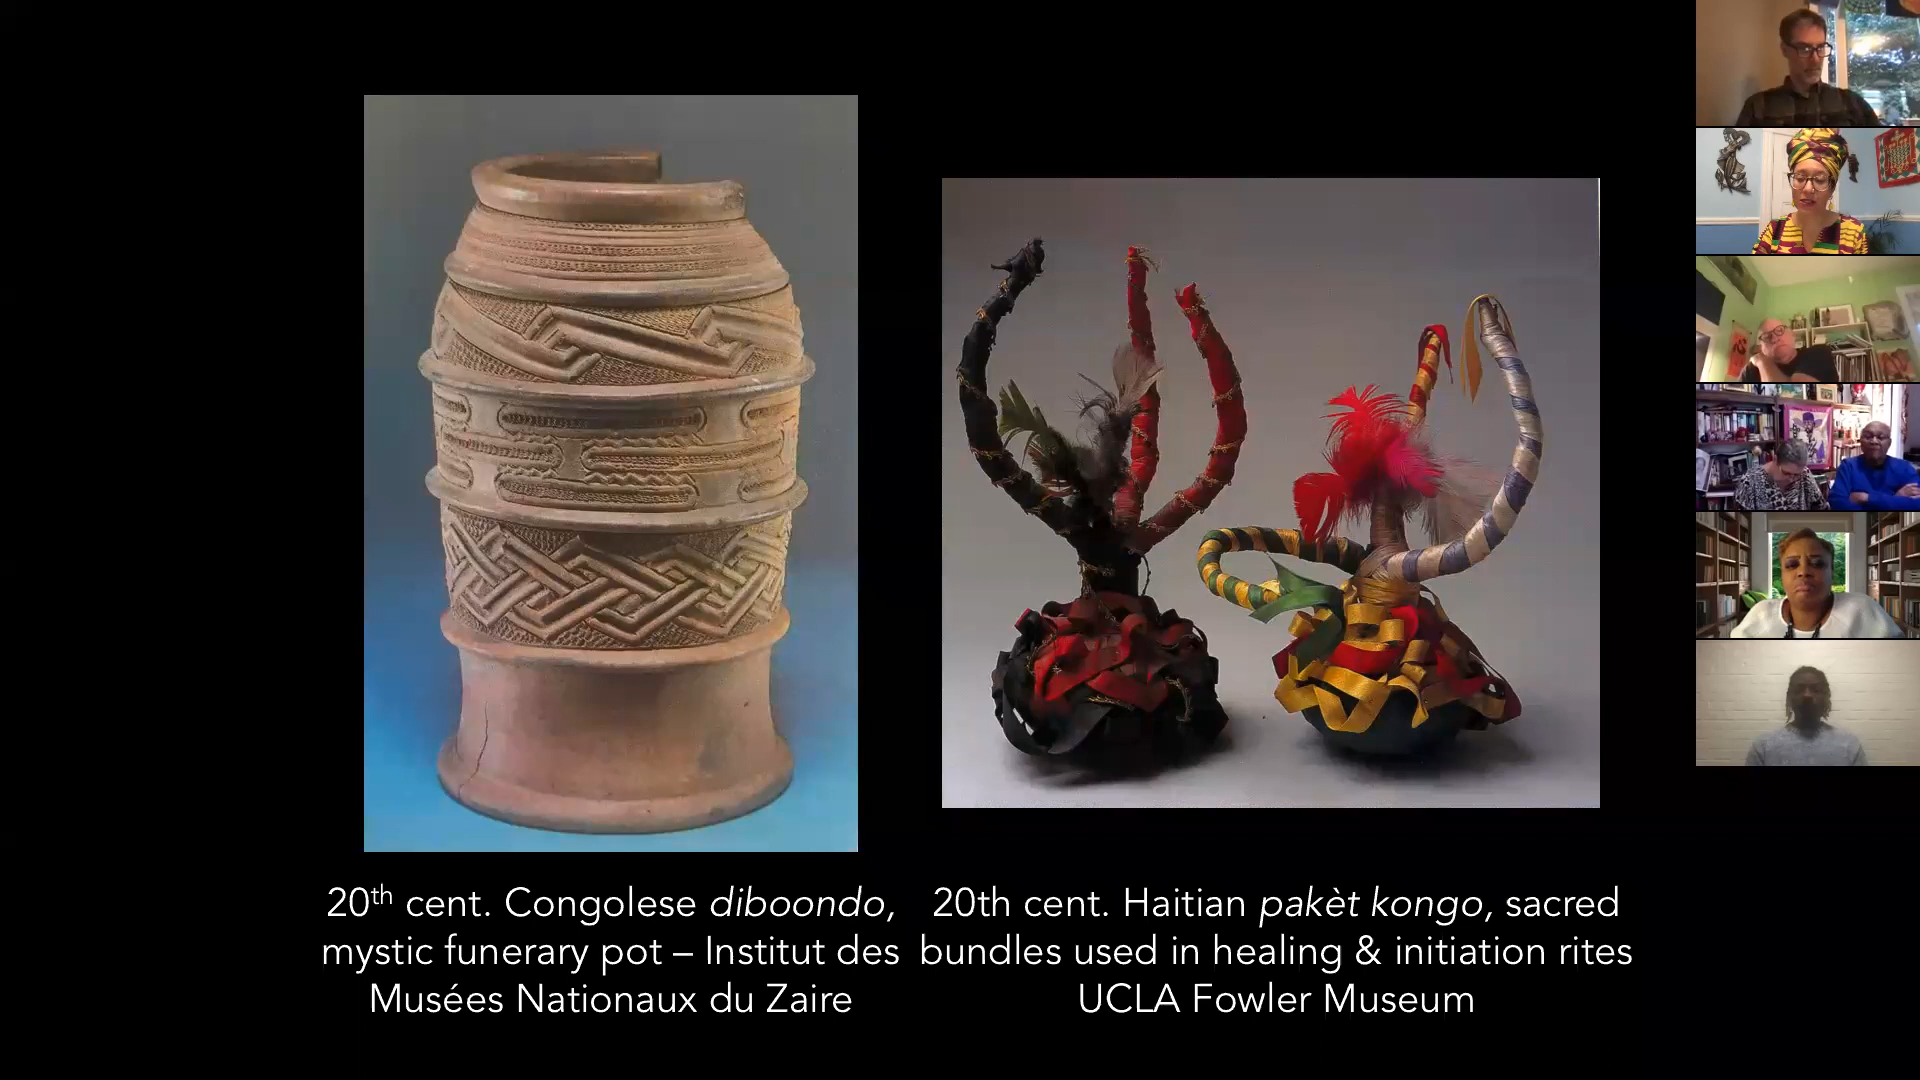 20th cent. Congolese diboondo,
mystic funerary pot – Institut des
Musées Nationaux du Zaire
20th cent. Haitian pakèt kongo, sacred
bundles used in healing & initiation rites
UCLA Fowler Museum